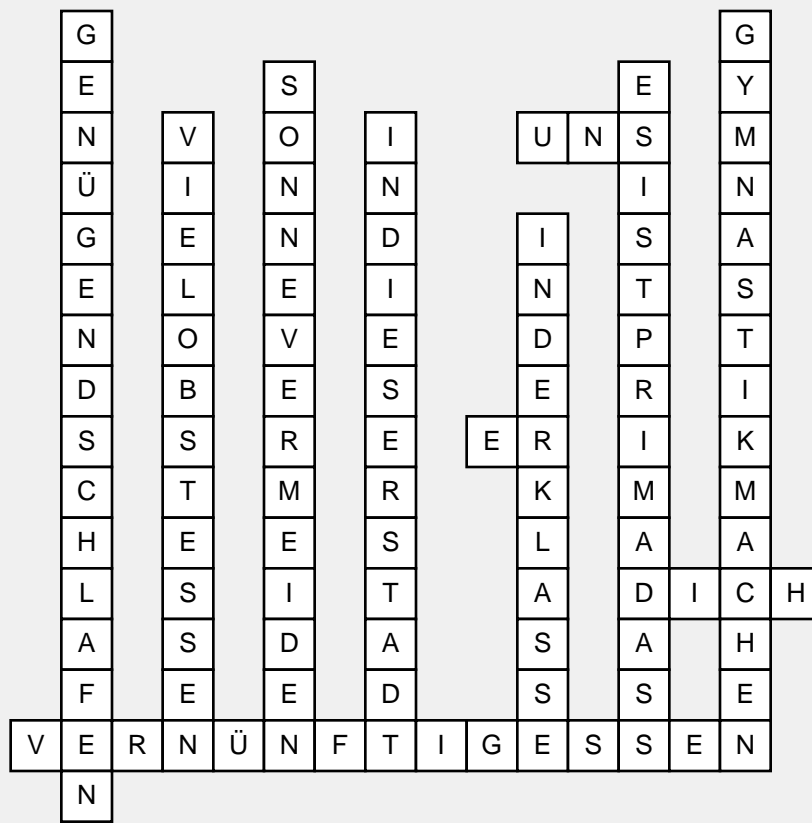 GENÜGENDSCHLAFEN
VIELOBSTESSEN
SONNEVERMEIDEN
INDIESERSTADT
INDERKLASSE
ESISTPRIMADASS
GYMNASTIKMACHEN
UNS
ER
DICH
VERNÜNFTIGESSEN